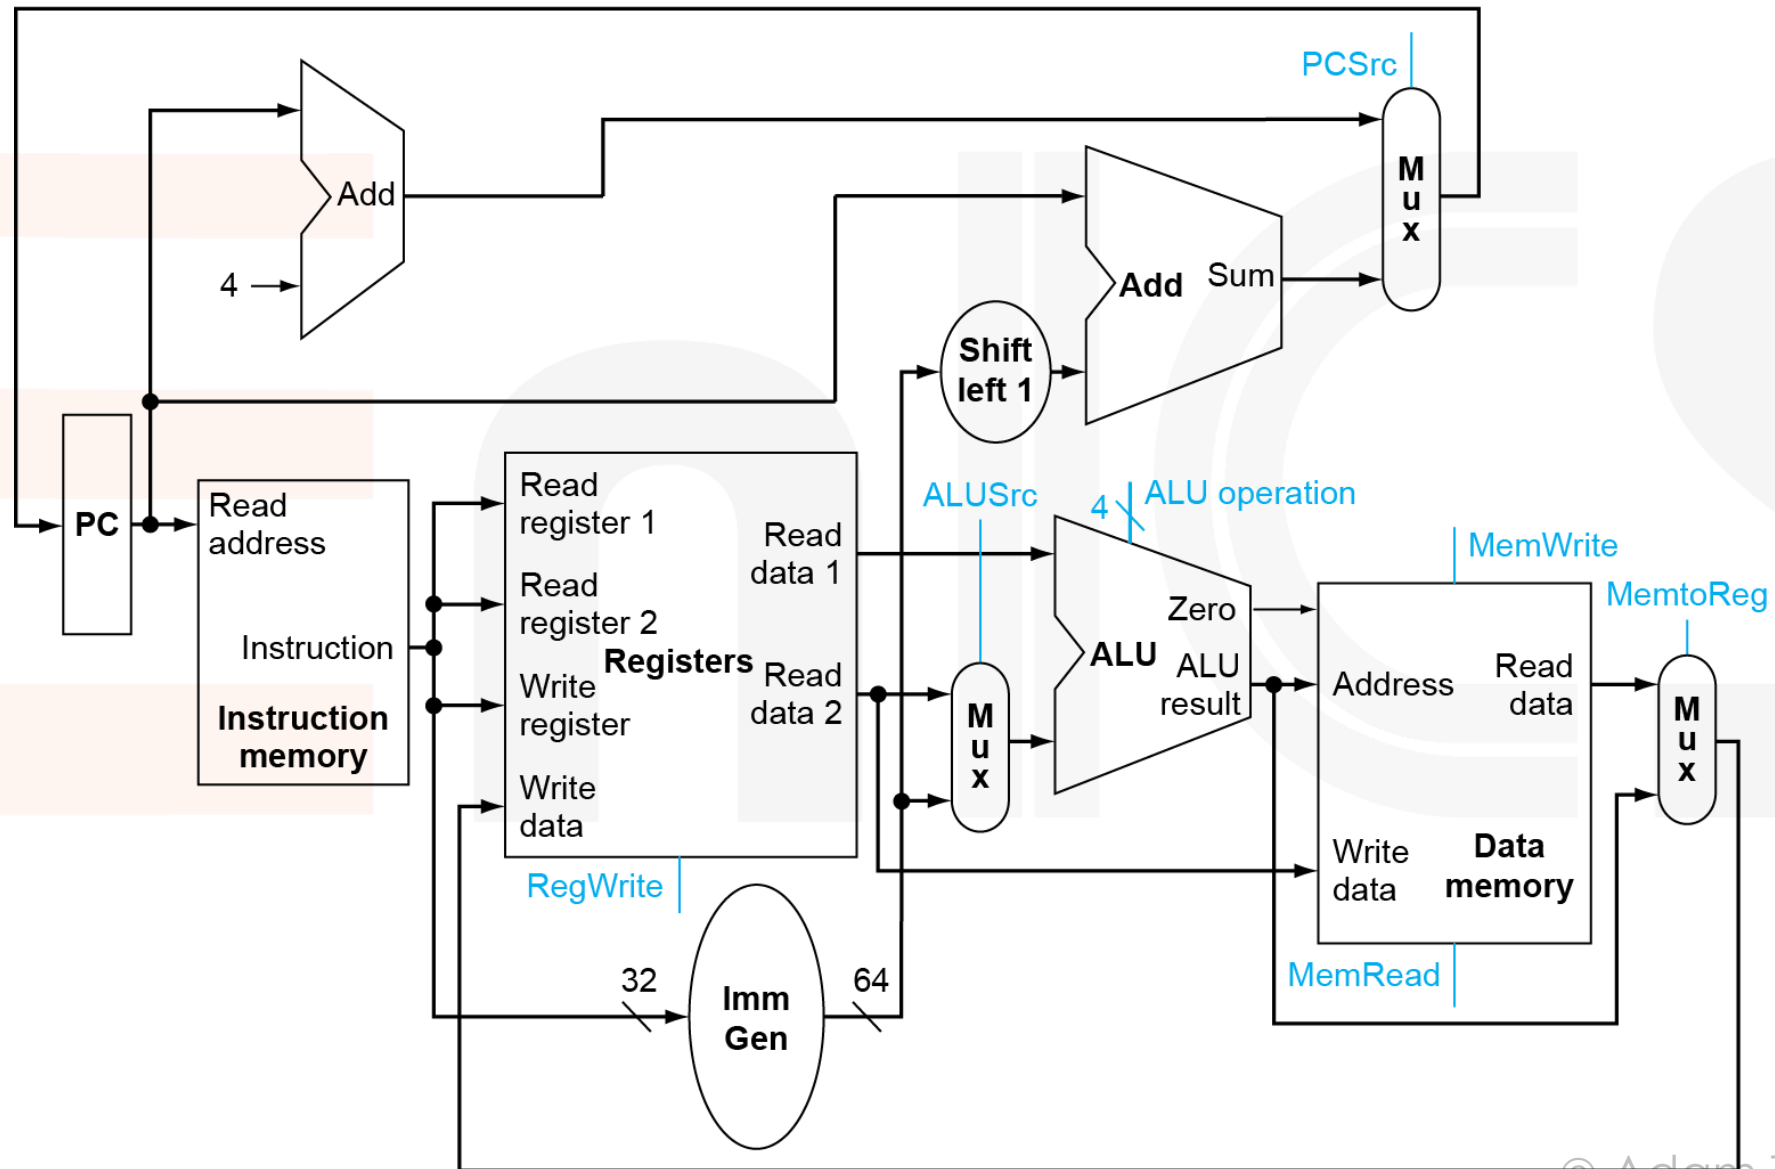 PCSrc
M
u
x
Add
4
Add
Sum
Shift
left 1
PC
Read
address
Instruction
Instruction
memory
Read
register 1
Read
register 2
Write
register
Write
data
Registers
Read
data 1
Read
data 2
RegWrite
ALUSrc
M
u
x
4
ALU operation
Zero
ALU
ALU
result
MemWrite
MemtoReg
Address
Read
data
Write
data
Data
memory
M
u
x
MemRead
32
Imm
Gen
64
© Adam